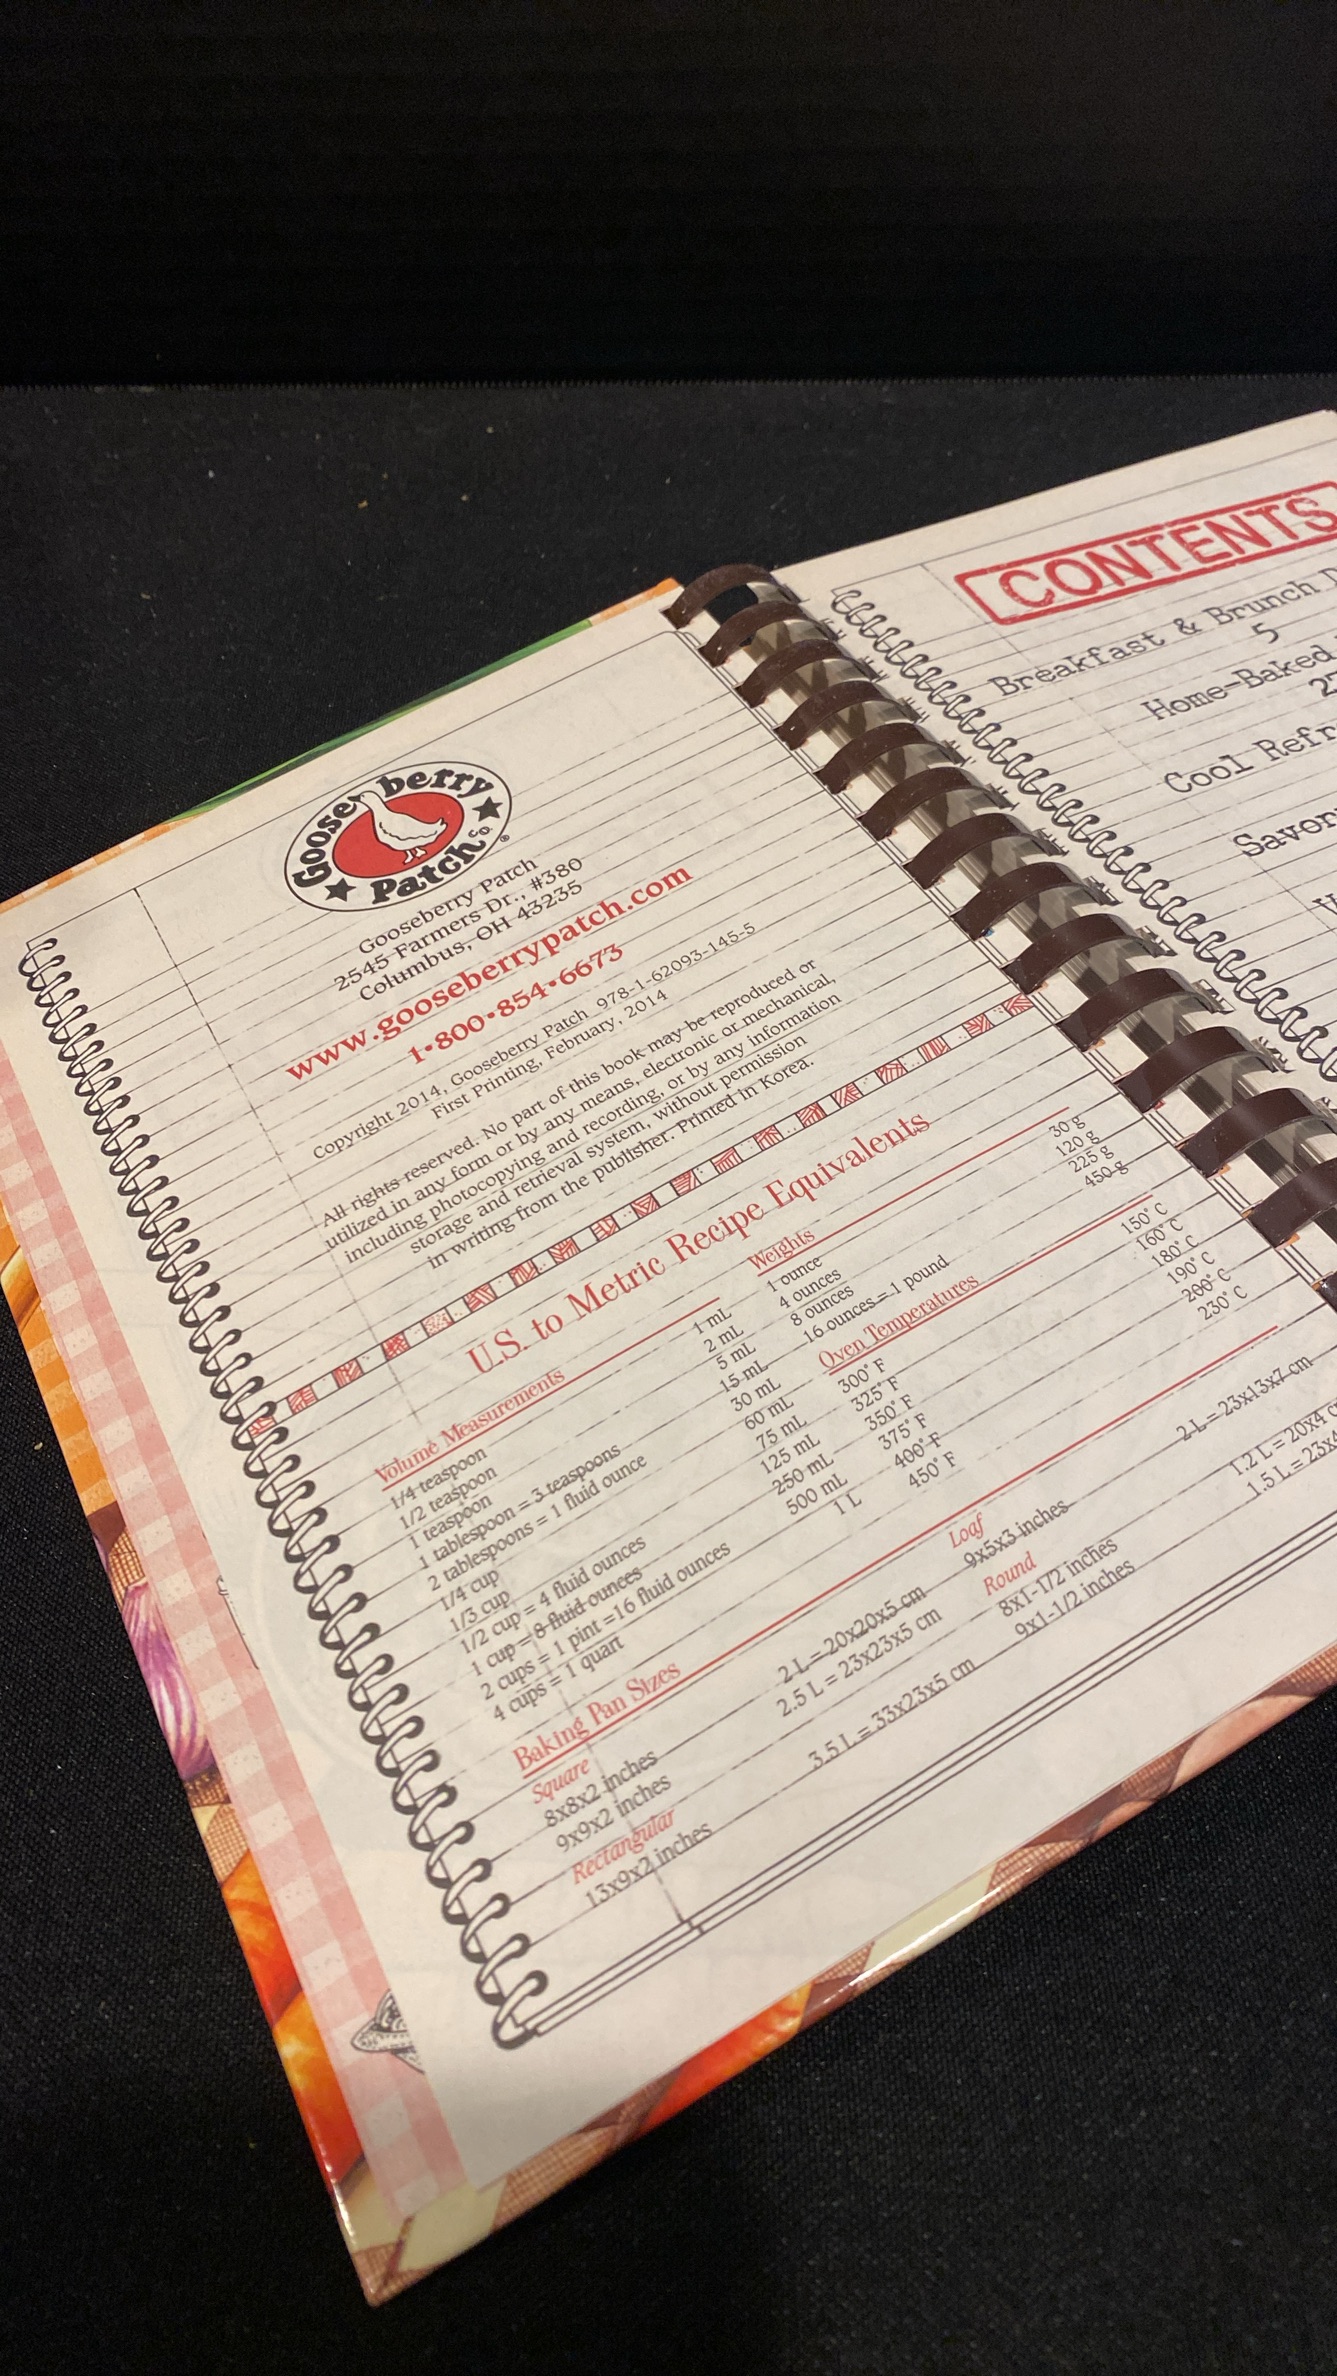 Gooseberry
Patch Co.
®
Gooseberry Patch
2545 Farmers Dr., #380
Columbus, OH 43235
www.gooseberrypatch.com
1•800•854•6673
Copyright 2014, Gooseberry Patch 978-1-62093-145-5
First Printing, February, 2014
All rights reserved. No part of this book may be reproduced or
utilized in any form or by any means, electronic or mechanical,
including photocopying and recording, or by any information
storage and retrieval system, without permission
in writing from the publisher. Printed in Korea.
U.S. to Metric Recipe Equivalents
Volume Measurements
1/4 teaspoon 1 mL
1/2 teaspoon 2 mL
1 teaspoon 5 mL
1 tablespoon = 3 teaspoons 15 mL
2 tablespoons = 1 fluid ounce 30 mL
1/4 cup 60 mL
1/3 cup 75 mL
1/2 cup = 4 fluid ounces 125 mL
1 cup = 8 fluid ounces 250 mL
2 cups = 1 pint =16 fluid ounces 500 mL
4 cups = 1 quart 1 L
Weights
1 ounce 30 g
4 ounces 120 g
8 ounces 225 g
16 ounces = 1 pound 450 g
Oven Temperatures
300° F 150° C
325° F 160° C
350° F 180° C
375° F 190° C
400° F 200° C
450° F 230° C
Baking Pan Sizes
Square
8x8x2 inches 2 L = 20x20x5 cm
9x9x2 inches 2.5 L = 23x23x5 cm
Rectangular
13x9x2 inches 3.5 L = 33x23x5 cm
Loaf
9x5x3 inches 2 L = 23x13x7 cm
Round
8x1-1/2 inches 1.2 L = 20x4
9x1-1/2 inches 1.5 L =
CONTENTS
Breakfast & Brunch
5
Home-Baked
27
Cool